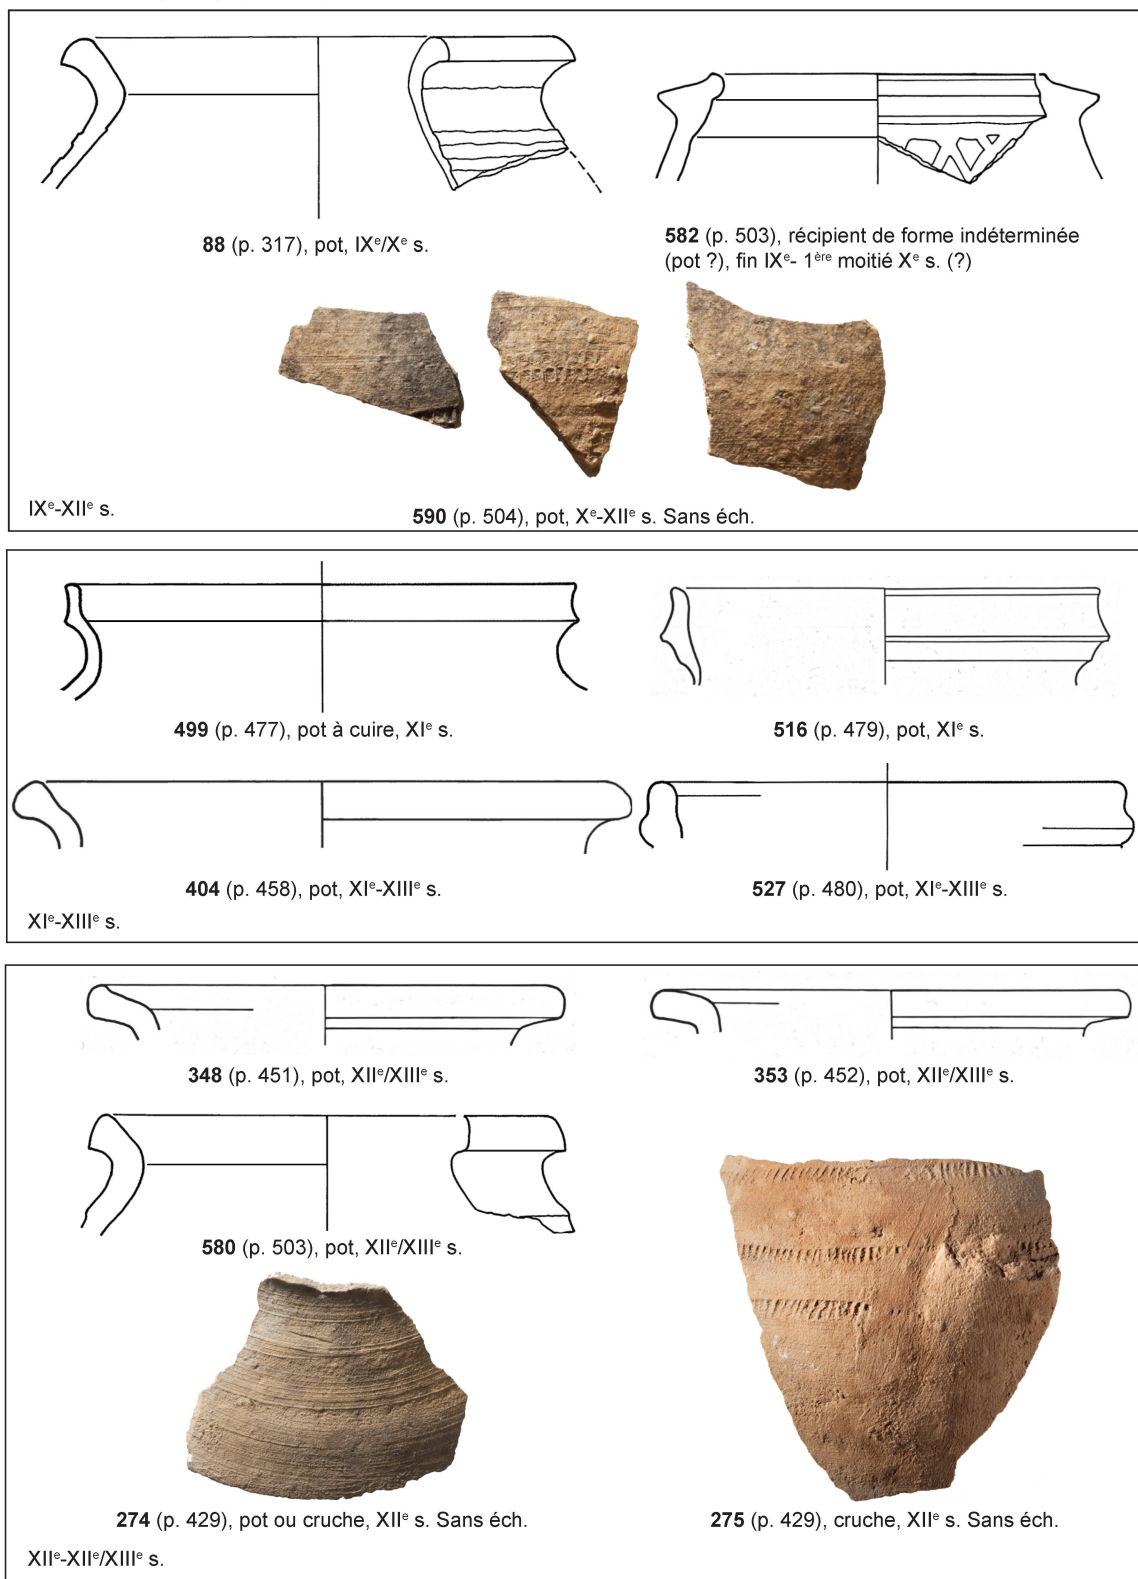 88 (p. 317), pot, IXᵉ/Xᵉ s.
582 (p. 503), récipient de forme indéterminée
(pot ?), fin IXᵉ- 1ᵉʳᵉ moitié Xᵉ s. (?)
590 (p. 504), pot, Xᵉ-XIIᵉ s. Sans éch.
IXᵉ-XIIᵉ s.
499 (p. 477), pot à cuire, XIᵉ s.
516 (p. 479), pot, XIᵉ s.
404 (p. 458), pot, XIᵉ-XIIIᵉ s.
527 (p. 480), pot, XIᵉ-XIIIᵉ s.
XIᵉ-XIIIᵉ s.
348 (p. 451), pot, XIIᵉ/XIIIᵉ s.
353 (p. 452), pot, XIIᵉ/XIIIᵉ s.
580 (p. 503), pot, XIIᵉ/XIIIᵉ s.
274 (p. 429), pot ou cruche, XIIᵉ s. Sans éch.
275 (p. 429), cruche, XIIᵉ s. Sans éch.
XIIᵉ-XIIᵉ/XIIIᵉ s.